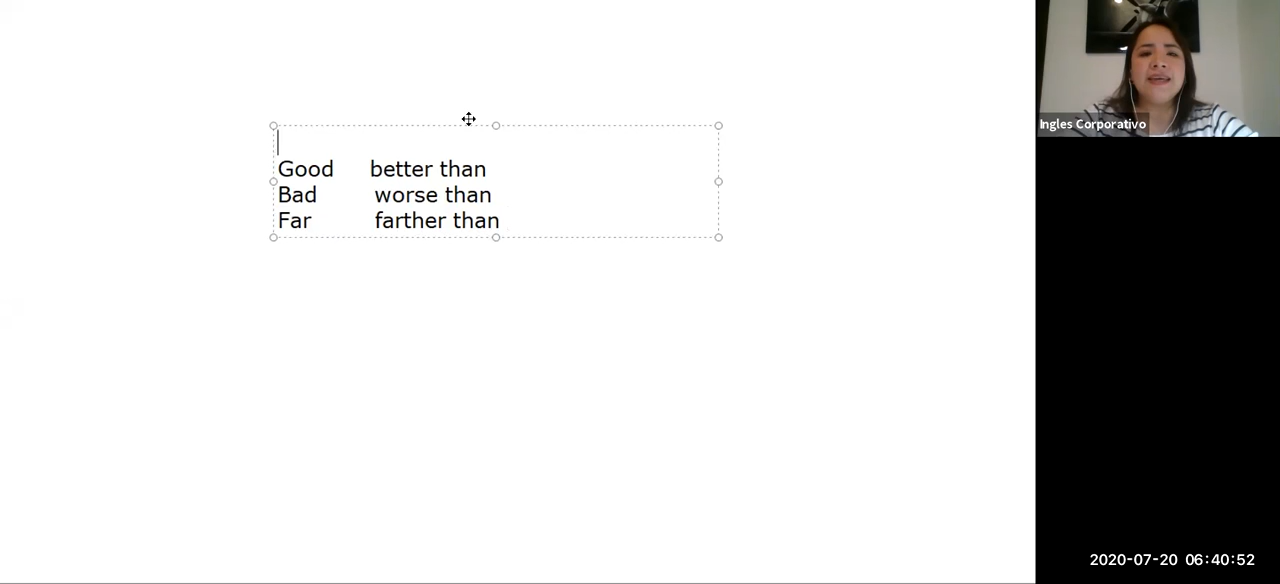 Good better than
Bad worse than
Far farther than
Ingles Corporativo
2020-07-20 06:40:52